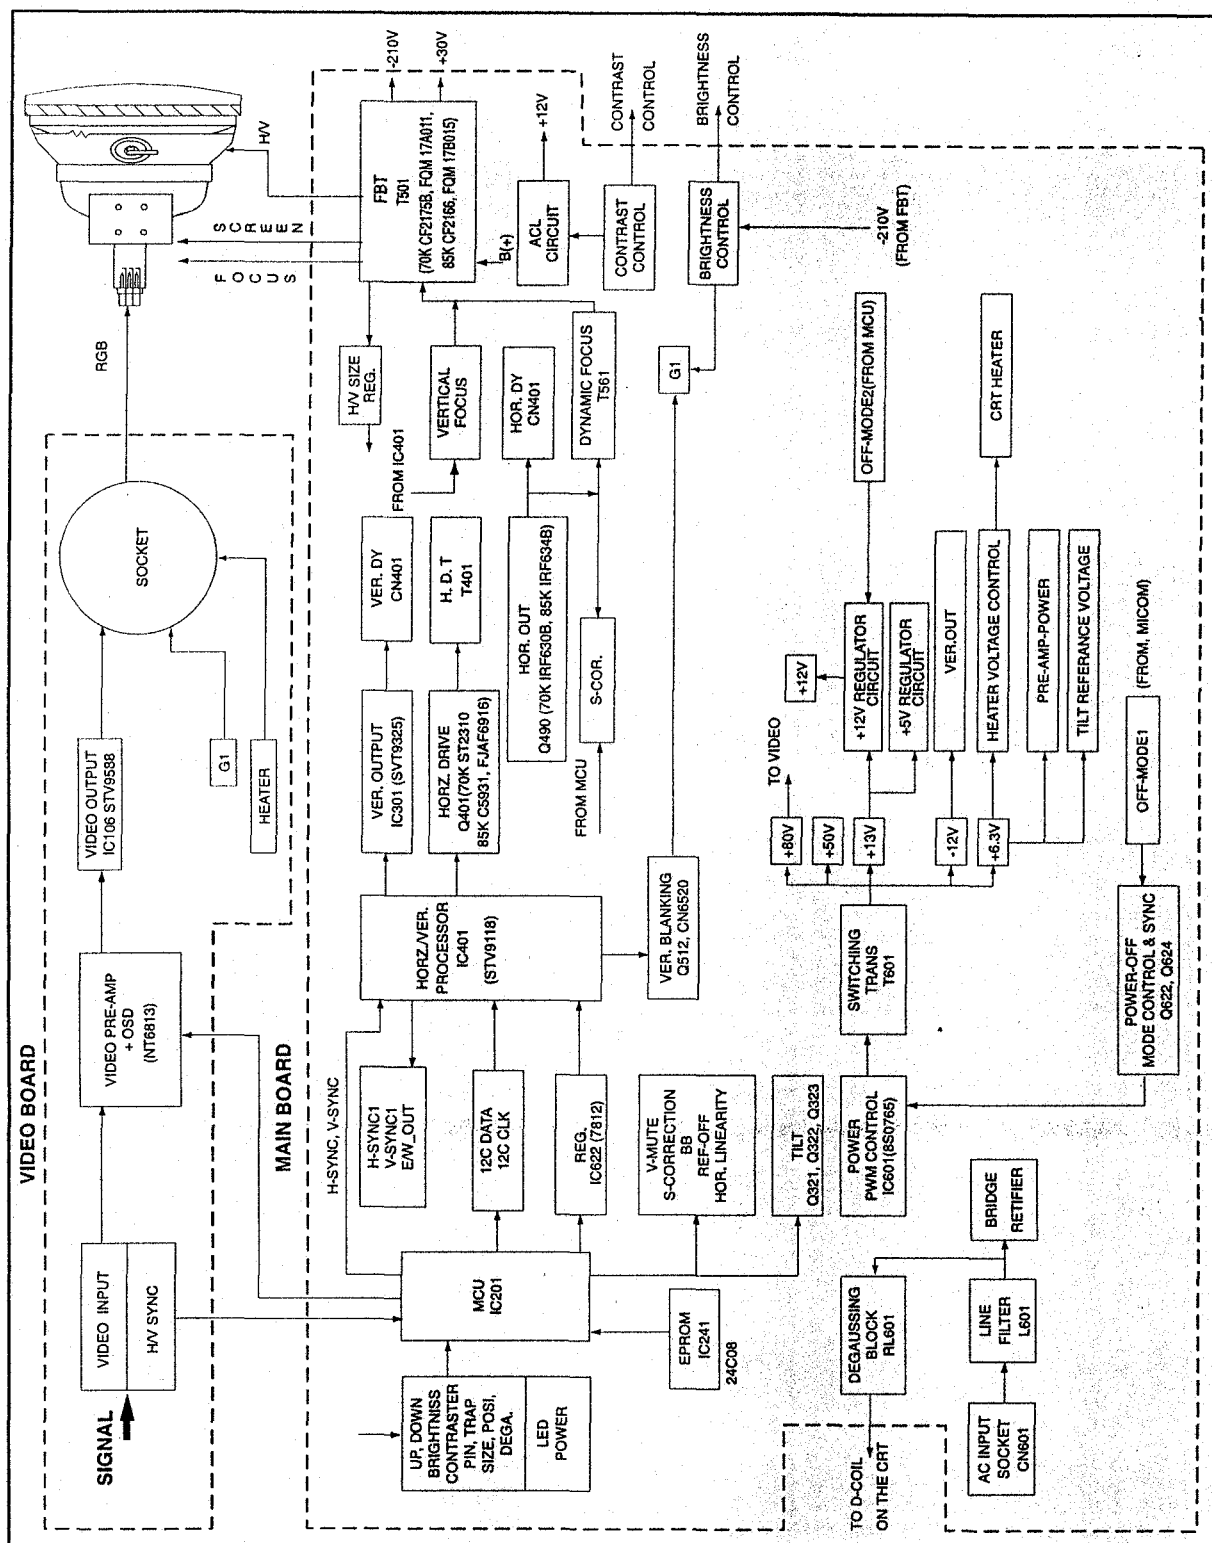 VIDEO BOARD
SIGNAL
VIDEO INPUT
H/V SYNC
VIDEO PRE-AMP
+ OSD
(NT6813)
VIDEO OUTPUT
IC106 STV9588
G1
HEATER
SOCKET
RGB
FOCUS
SCREEN
H/V
MAIN BOARD
UP, DOWN
BRIGHTNISS
CONTRASTER
PIN, TRAP
SIZE, POSI,
DEGA.
LED
POWER
MCU
IC201
EPROM
IC241
24C08
H-SYNC, V-SYNC
H-SYNC1
V-SYNC1
E/W_OUT
12C DATA
12C CLK
REG.
IC622 (7812)
V-MUTE
S-CORRECTION
BB
REF-OFF
HOR. LINEARITY
TILT
Q321, Q322, Q323
HORZ./VER.
PROCESSOR
IC401
(STV9118)
VER. BLANKING
Q512, CN6520
VER. OUTPUT
IC301 (SVT9325)
HORZ. DRIVE
Q401(70K ST2310
85K C5931, FJAF6916)
VER. DY
CN401
H. D. T
T401
HOR. OUT
Q490 (70K IRF630B, 85K IRF634B)
S-COR.
FROM MCU
FROM IC401
H/V SIZE
REG.
VERTICAL
FOCUS
HOR. DY
CN401
DYNAMIC FOCUS
T561
G1
FBT
T501
(70K CF2175B, FQM 17A011,
85K CF2166, FQM 17B015)
-210V
+30V
B(+)
ACL
CIRCUIT
+12V
CONTRAST
CONTROL
CONTRAST
CONTROL
BRIGHTNESS
CONTROL
BRIGHTNESS
CONTROL
-210V
(FROM FBT)
TO D-COIL
ON THE CRT
DEGAUSSING
BLOCK
RL601
AC INPUT
SOCKET
CN601
LINE
FILTER
L601
BRIDGE
RETIFIER
POWER
PWM CONTROL
IC601(8S0765)
SWITCHING
TRANS
T601
POWER-OFF
MODE CONTROL & SYNC
Q622, Q624
OFF-MODE1
(FROM, MICOM)
+80V
+50V
+13V
-12V
+6.3V
TO VIDEO
+12V
+12V REGULATOR
CIRCUIT
+5V REGULATOR
CIRCUIT
VER.OUT
HEATER VOLTAGE CONTROL
PRE-AMP-POWER
TILT REFERANCE VOLTAGE
OFF-MODE2(FROM MCU)
CRT HEATER